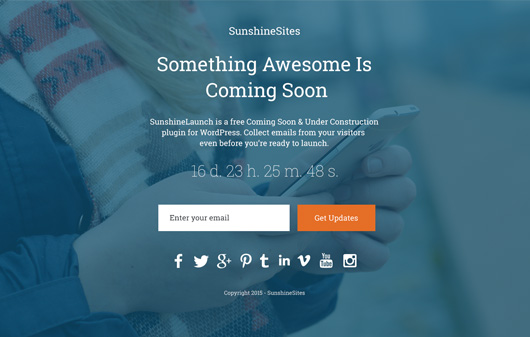 SunshineSites
Something Awesome Is
Coming Soon
SunshineLaunch is a free Coming Soon & Under Construction
plugin for WordPress. Collect emails from your visitors
even before you're ready to launch.
16 d. 23 h. 25 m. 48 s.
Enter your email
Get Updates
You
Tube
Copyright 2015 - SunshineSites